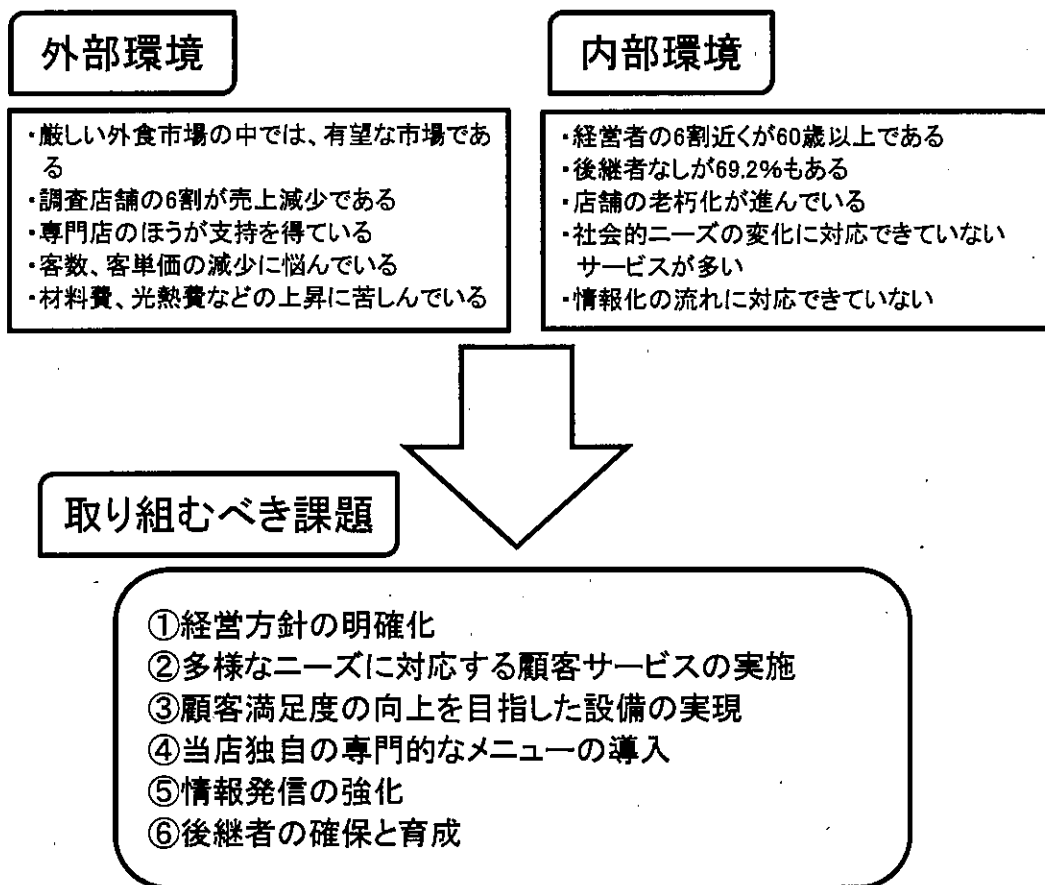 外部環境
・厳しい外食市場の中では、有望な市場であ
る
・調査店舗の6割が売上減少である
・専門店のほうが支持を得ている
・客数、客単価の減少に悩んでいる
・材料費、光熱費などの上昇に苦しんでいる
内部環境
・経営者の6割近くが60歳以上である
・後継者なしが69.2%もある
・店舗の老朽化が進んでいる
・社会的ニーズの変化に対応できていない
サービスが多い
・情報化の流れに対応できていない
取り組むべき課題
①経営方針の明確化
②多様なニーズに対応する顧客サービスの実施
③顧客満足度の向上を目指した設備の実現
④当店独自の専門的なメニューの導入
⑤情報発信の強化
⑥後継者の確保と育成